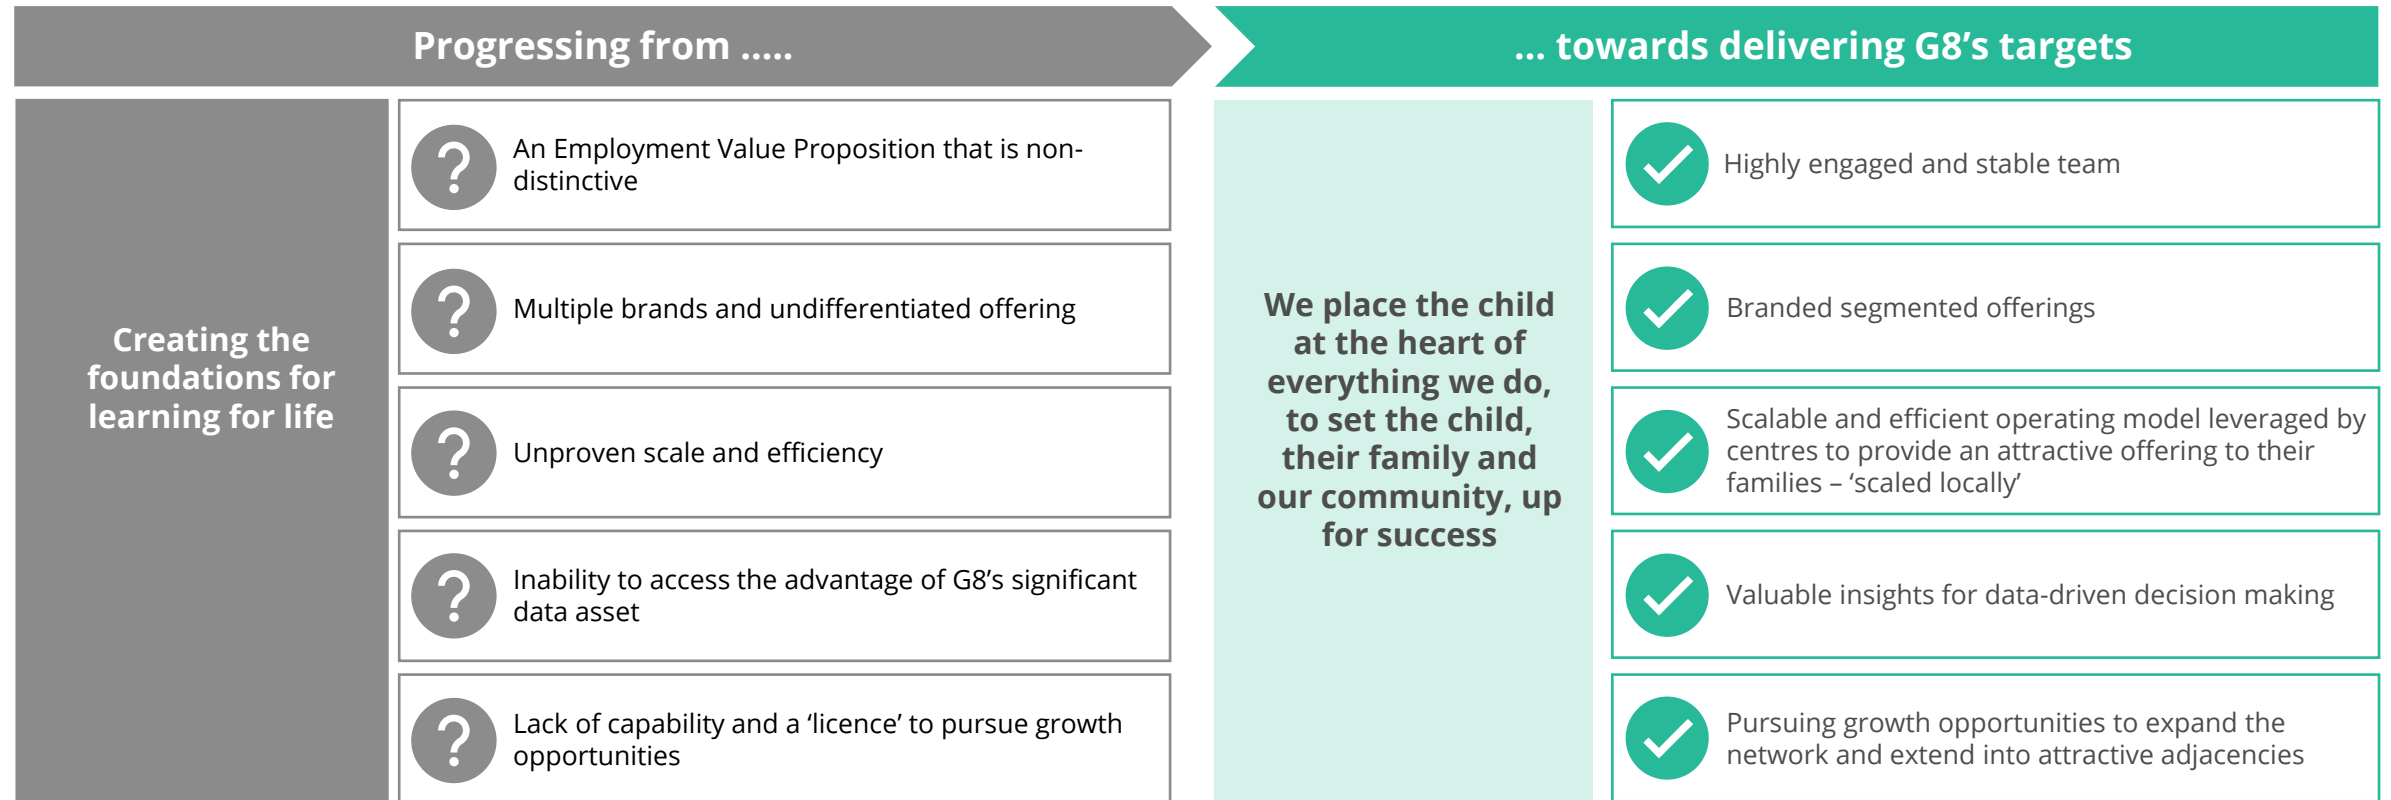 Progressing from .....
... towards delivering G8’s targets
Creating the
foundations for
learning for life
An Employment Value Proposition that is non-
distinctive
Multiple brands and undifferentiated offering
Unproven scale and efficiency
Inability to access the advantage of G8’s significant
data asset
Lack of capability and a ‘licence’ to pursue growth
opportunities
We place the child
at the heart of
everything we do,
to set the child,
their family and
our community, up
for success
Highly engaged and stable team
Branded segmented offerings
Scalable and efficient operating model leveraged by
centres to provide an attractive offering to their
families – ‘scaled locally’
Valuable insights for data-driven decision making
Pursuing growth opportunities to expand the
network and extend into attractive adjacencies